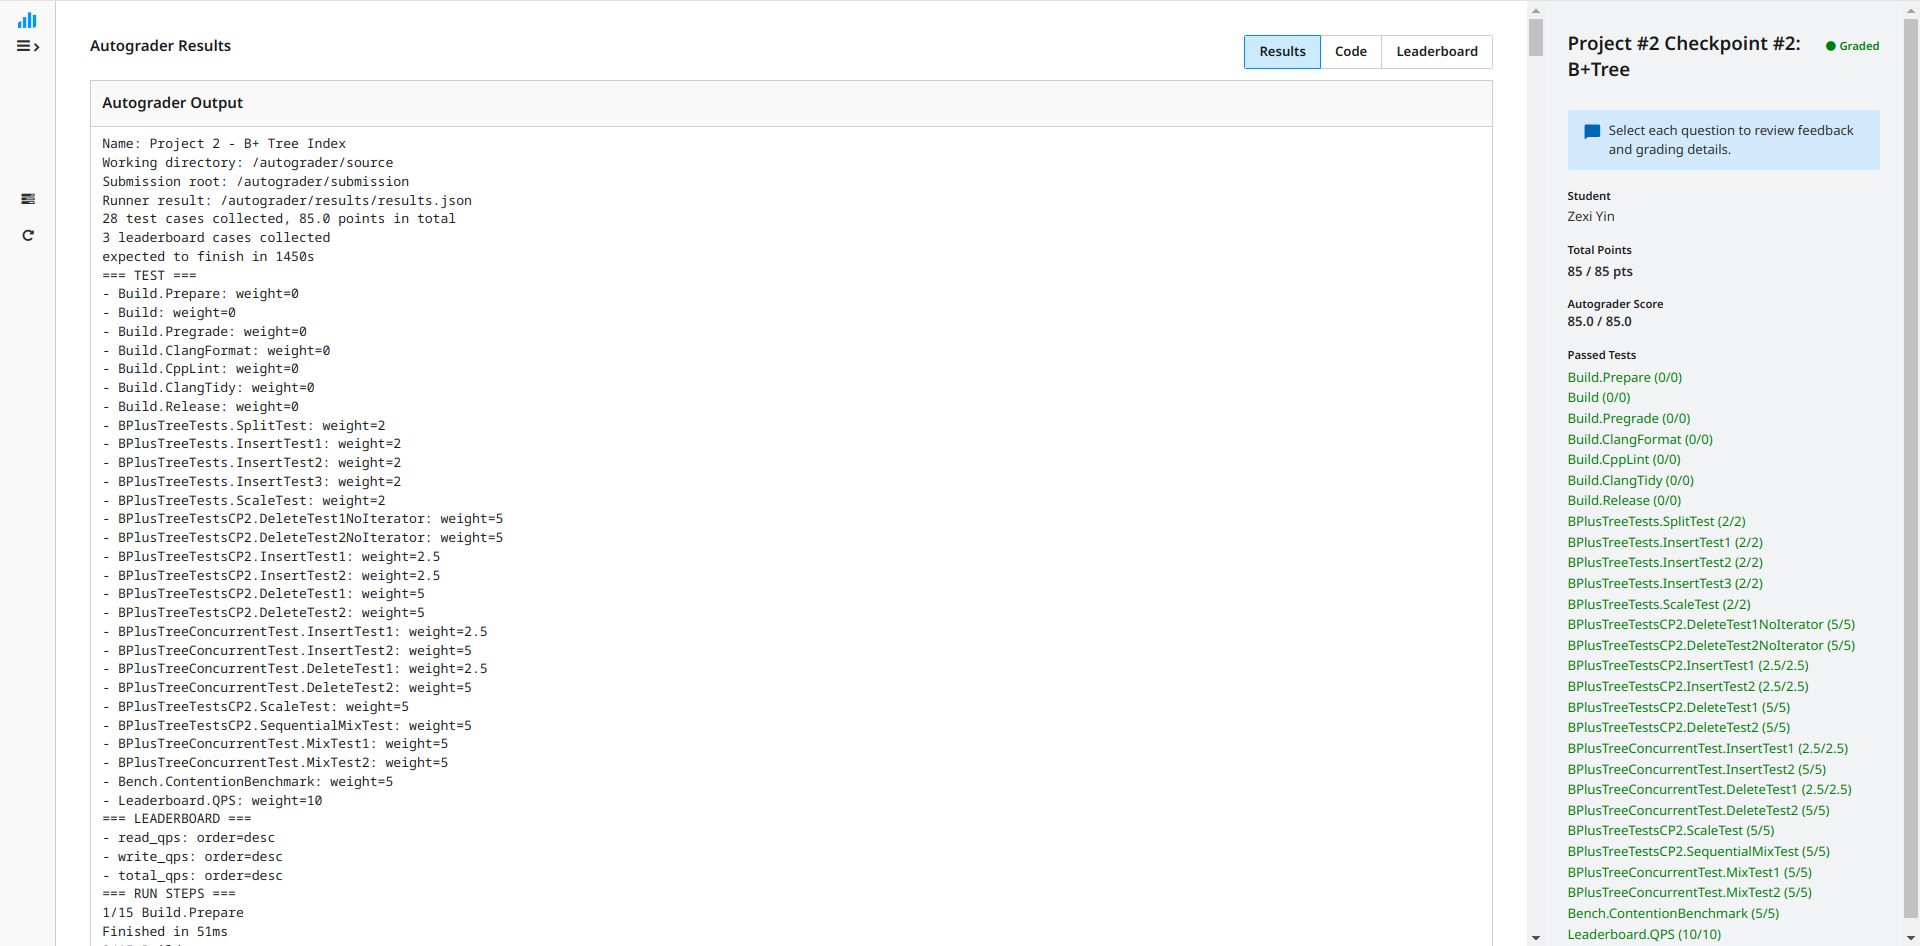 Autograder Results
Results
Code
Leaderboard
Autograder Output
Name: Project 2 - B+ Tree Index
Working directory: /autograder/source
Submission root: /autograder/submission
Runner result: /autograder/results/results.json
28 test cases collected, 85.0 points in total
3 leaderboard cases collected
expected to finish in 1450s
=== TEST ===
- Build.Prepare: weight=0
- Build: weight=0
- Build.Pregrade: weight=0
- Build.ClangFormat: weight=0
- Build.CppLint: weight=0
- Build.ClangTidy: weight=0
- Build.Release: weight=0
- BPlusTreeTests.SplitTest: weight=2
- BPlusTreeTests.InsertTest1: weight=2
- BPlusTreeTests.InsertTest2: weight=2
- BPlusTreeTests.InsertTest3: weight=2
- BPlusTreeTests.ScaleTest: weight=2
- BPlusTreeTestsCP2.DeleteTest1NoIterator: weight=5
- BPlusTreeTestsCP2.DeleteTest2NoIterator: weight=5
- BPlusTreeTestsCP2.InsertTest1: weight=2.5
- BPlusTreeTestsCP2.InsertTest2: weight=2.5
- BPlusTreeTestsCP2.DeleteTest1: weight=5
- BPlusTreeTestsCP2.DeleteTest2: weight=5
- BPlusTreeConcurrentTest.InsertTest1: weight=2.5
- BPlusTreeConcurrentTest.InsertTest2: weight=5
- BPlusTreeConcurrentTest.DeleteTest1: weight=2.5
- BPlusTreeConcurrentTest.DeleteTest2: weight=5
- BPlusTreeTestsCP2.ScaleTest: weight=5
- BPlusTreeTestsCP2.SequentialMixTest: weight=5
- BPlusTreeConcurrentTest.MixTest1: weight=5
- BPlusTreeConcurrentTest.MixTest2: weight=5
- Bench.ContentionBenchmark: weight=5
- Leaderboard.QPS: weight=10
=== LEADERBOARD ===
- read_qps: order=desc
- write_qps: order=desc
- total_qps: order=desc
=== RUN STEPS ===
1/15 Build.Prepare
Finished in 51ms
Project #2 Checkpoint #2:
B+Tree
Graded
Select each question to review feedback
and grading details.
Student
Zexi Yin
Total Points
85 / 85 pts
Autograder Score
85.0 / 85.0
Passed Tests
Build.Prepare (0/0)
Build (0/0)
Build.Pregrade (0/0)
Build.ClangFormat (0/0)
Build.CppLint (0/0)
Build.ClangTidy (0/0)
Build.Release (0/0)
BPlusTreeTests.SplitTest (2/2)
BPlusTreeTests.InsertTest1 (2/2)
BPlusTreeTests.InsertTest2 (2/2)
BPlusTreeTests.InsertTest3 (2/2)
BPlusTreeTests.ScaleTest (2/2)
BPlusTreeTestsCP2.DeleteTest1NoIterator (5/5)
BPlusTreeTestsCP2.DeleteTest2NoIterator (5/5)
BPlusTreeTestsCP2.InsertTest1 (2.5/2.5)
BPlusTreeTestsCP2.InsertTest2 (2.5/2.5)
BPlusTreeTestsCP2.DeleteTest1 (5/5)
BPlusTreeTestsCP2.DeleteTest2 (5/5)
BPlusTreeConcurrentTest.InsertTest1 (2.5/2.5)
BPlusTreeConcurrentTest.InsertTest2 (5/5)
BPlusTreeConcurrentTest.DeleteTest1 (2.5/2.5)
BPlusTreeConcurrentTest.DeleteTest2 (5/5)
BPlusTreeTestsCP2.ScaleTest (5/5)
BPlusTreeTestsCP2.SequentialMixTest (5/5)
BPlusTreeConcurrentTest.MixTest1 (5/5)
BPlusTreeConcurrentTest.MixTest2 (5/5)
Bench.ContentionBenchmark (5/5)
Leaderboard.QPS (10/10)